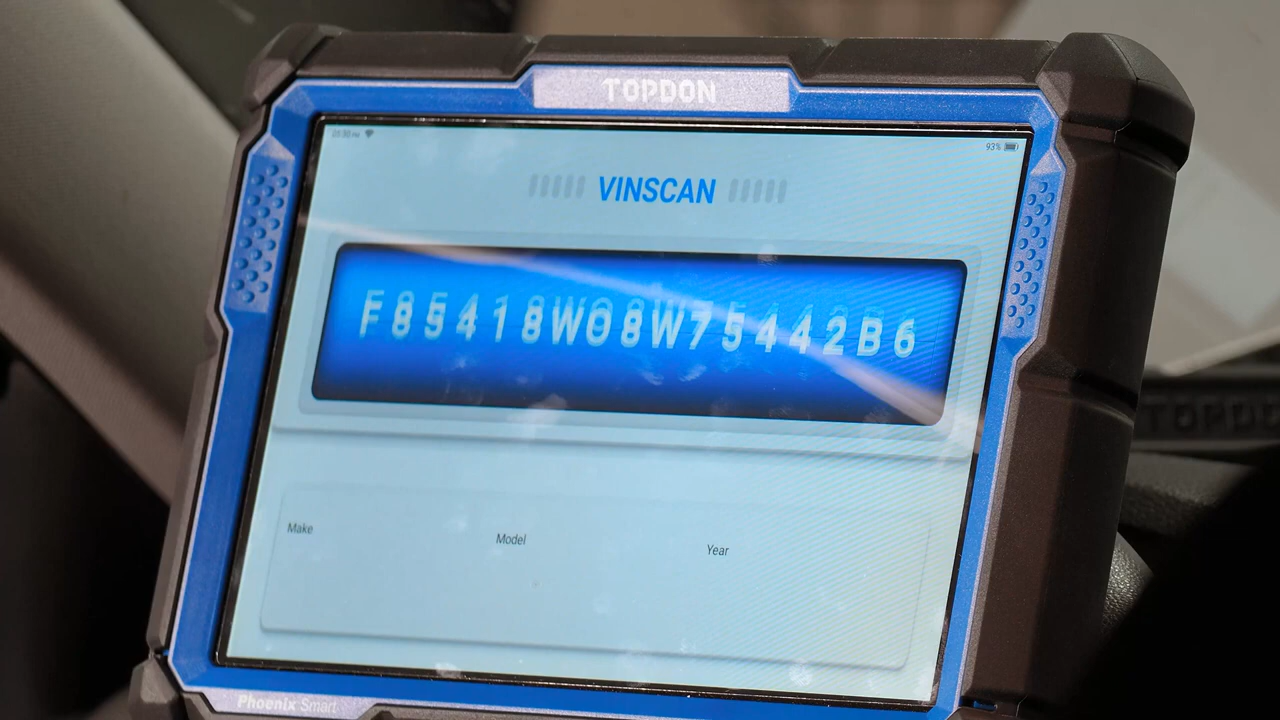 TOPDON
93%
VINSCAN
F85418W08W75442B6
Make Model Year
Phoenix Smart